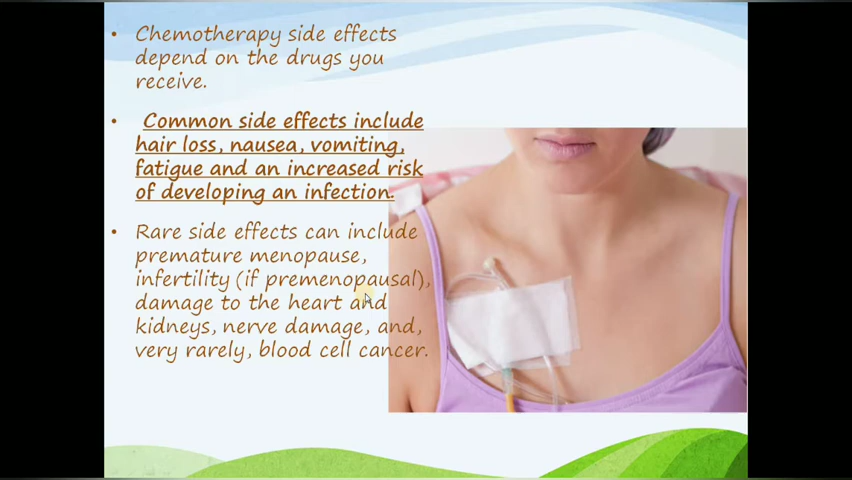 • Chemotherapy side effects
depend on the drugs you
receive.
• Common side effects include
hair loss, nausea, vomiting,
fatigue and an increased risk
of developing an infection.
• Rare side effects can include
premature menopause,
infertility (if premenopausal),
damage to the heart and
kidneys, nerve damage, and,
very rarely, blood cell cancer.